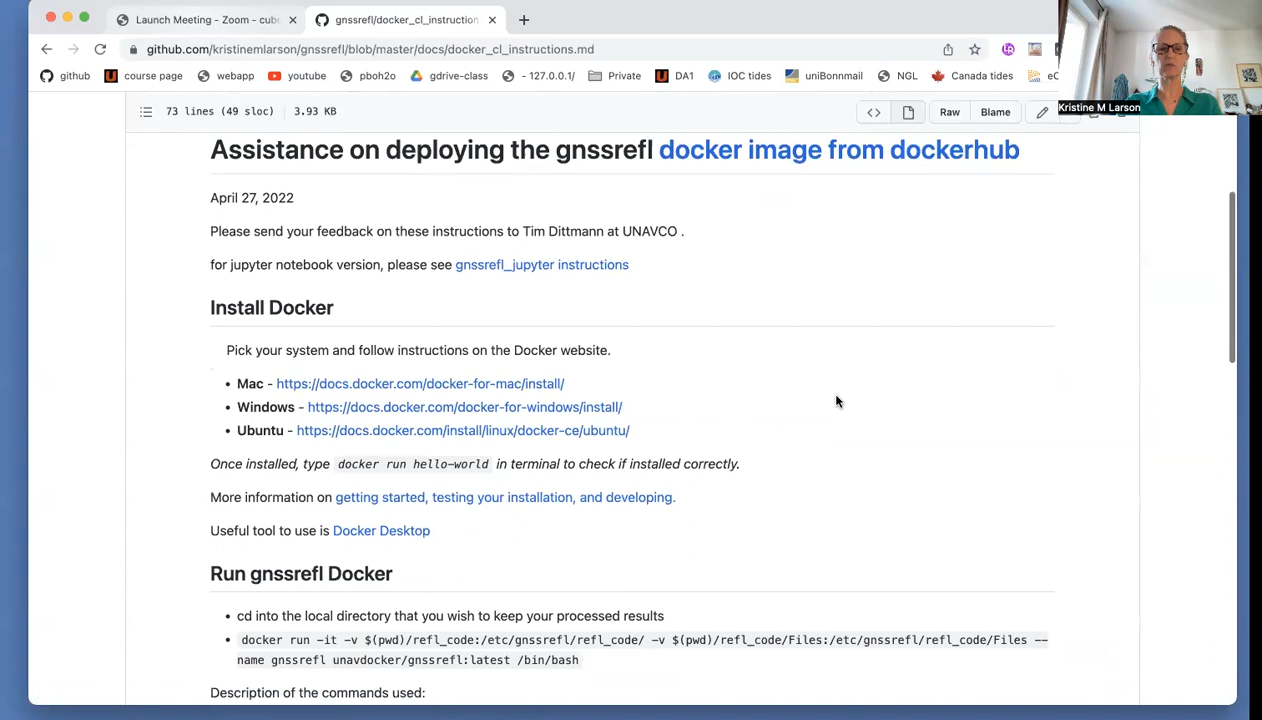 Launch Meeting - Zoom - cub
gnssrefl/docker_cl_instruction
github.com/kristinemlarson/gnssrefl/blob/master/docs/docker_cl_instructions.md
github course page webapp youtube pboh2o gdrive-class - 127.0.0.1/ Private DA1 IOC tides uniBonnmail NGL Canada tides eC
Kristine M Larson
73 lines (49 sloc) 3.93 KB Raw Blame
Assistance on deploying the gnssrefl docker image from dockerhub
April 27, 2022
Please send your feedback on these instructions to Tim Dittmann at UNAVCO .
for jupyter notebook version, please see gnssrefl_jupyter instructions
Install Docker
Pick your system and follow instructions on the Docker website.
• Mac - https://docs.docker.com/docker-for-mac/install/
• Windows - https://docs.docker.com/docker-for-windows/install/
• Ubuntu - https://docs.docker.com/install/linux/docker-ce/ubuntu/
Once installed, type docker run hello-world in terminal to check if installed correctly.
More information on getting started, testing your installation, and developing.
Useful tool to use is Docker Desktop
Run gnssrefl Docker
• cd into the local directory that you wish to keep your processed results
• docker run -it -v $(pwd)/refl_code:/etc/gnssrefl/refl_code/ -v $(pwd)/refl_code/Files:/etc/gnssrefl/refl_code/Files --
name gnssrefl unavdocker/gnssrefl:latest /bin/bash
Description of the commands used: